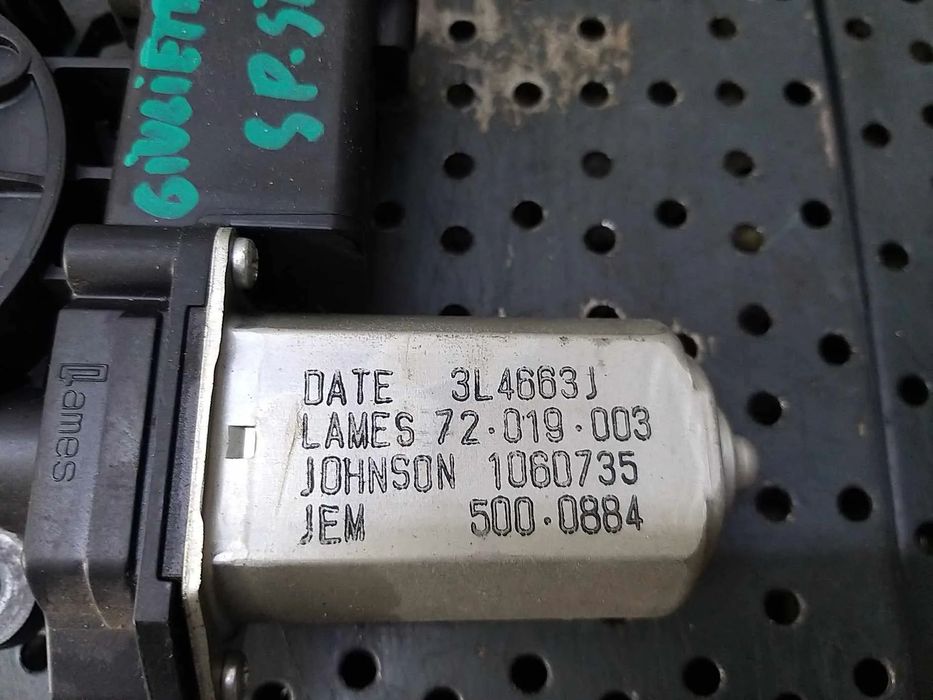 DATE 3L4663J
LAMES 72.019.003
JOHNSON 1060735
JEM 500.0884
lames